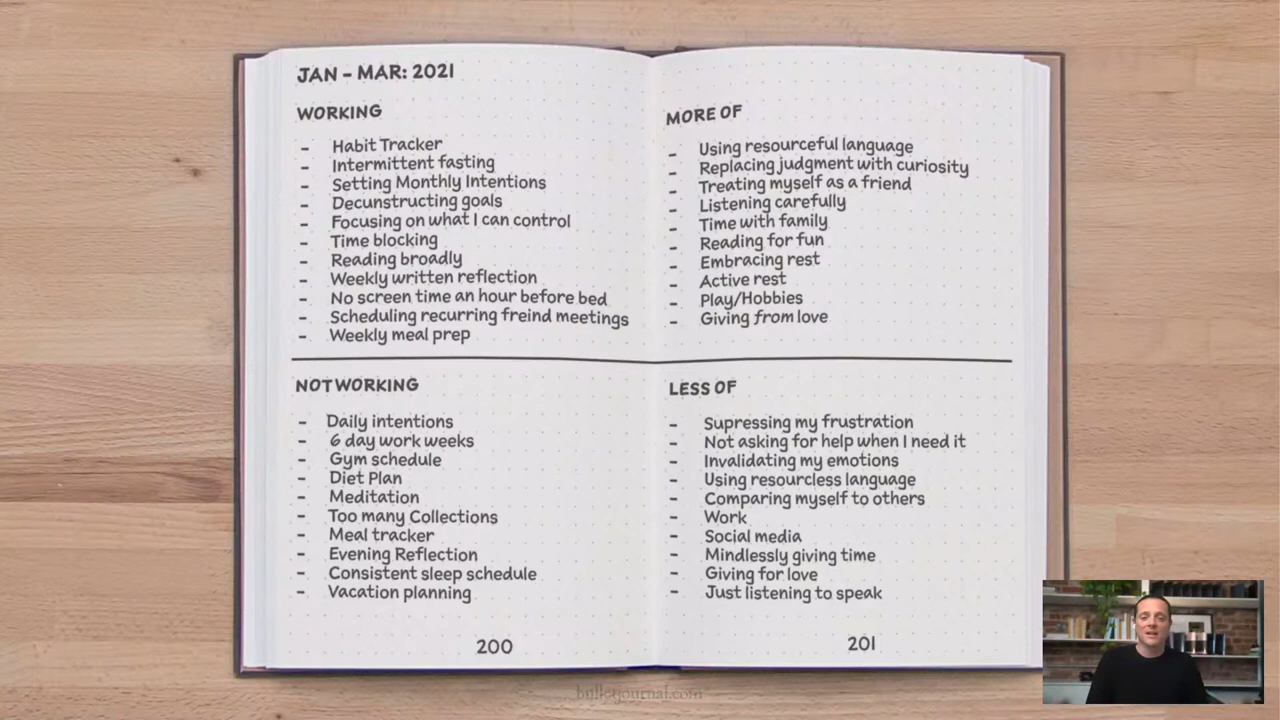 JAN - MAR: 2021
WORKING
- Habit Tracker
- Intermittent fasting
- Setting Monthly Intentions
- Decunstructing goals
- Focusing on what I can control
- Time blocking
- Reading broadly
- Weekly written reflection
- No screen time an hour before bed
- Scheduling recurring freind meetings
- Weekly meal prep
MORE OF
- Using resourceful language
- Replacing judgment with curiosity
- Treating myself as a friend
- Listening carefully
- Time with family
- Reading for fun
- Embracing rest
- Active rest
- Play/Hobbies
- Giving from love
NOT WORKING
- Daily intentions
- 6 day work weeks
- Gym schedule
- Diet Plan
- Meditation
- Too many Collections
- Meal tracker
- Evening Reflection
- Consistent sleep schedule
- Vacation planning
200
LESS OF
- Supressing my frustration
- Not asking for help when I need it
- Invalidating my emotions
- Using resourcless language
- Comparing myself to others
- Work
- Social media
- Mindlessly giving time
- Giving for love
- Just listening to speak
201
bulletjournal.com